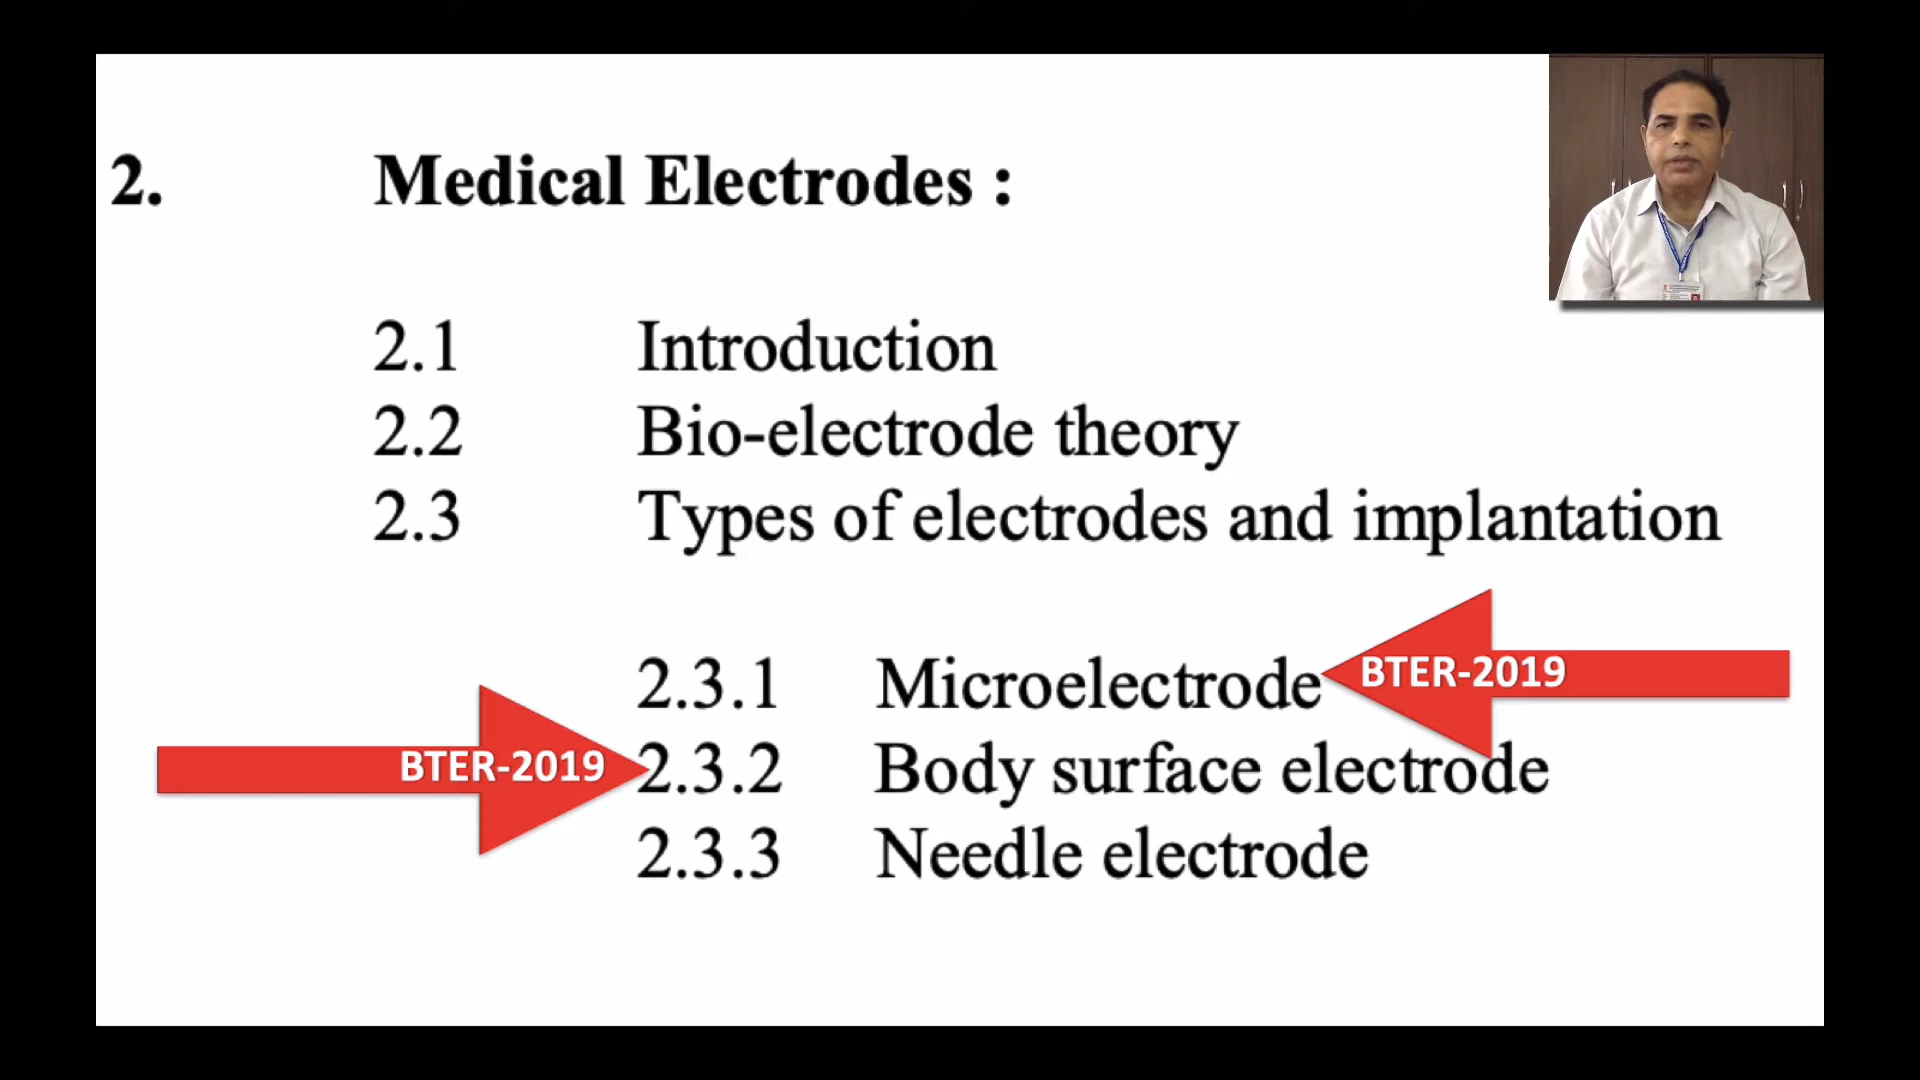 2. Medical Electrodes :
2.1 Introduction
2.2 Bio-electrode theory
2.3 Types of electrodes and implantation
2.3.1 Microelectrode BTER-2019
BTER-2019 2.3.2 Body surface electrode
2.3.3 Needle electrode